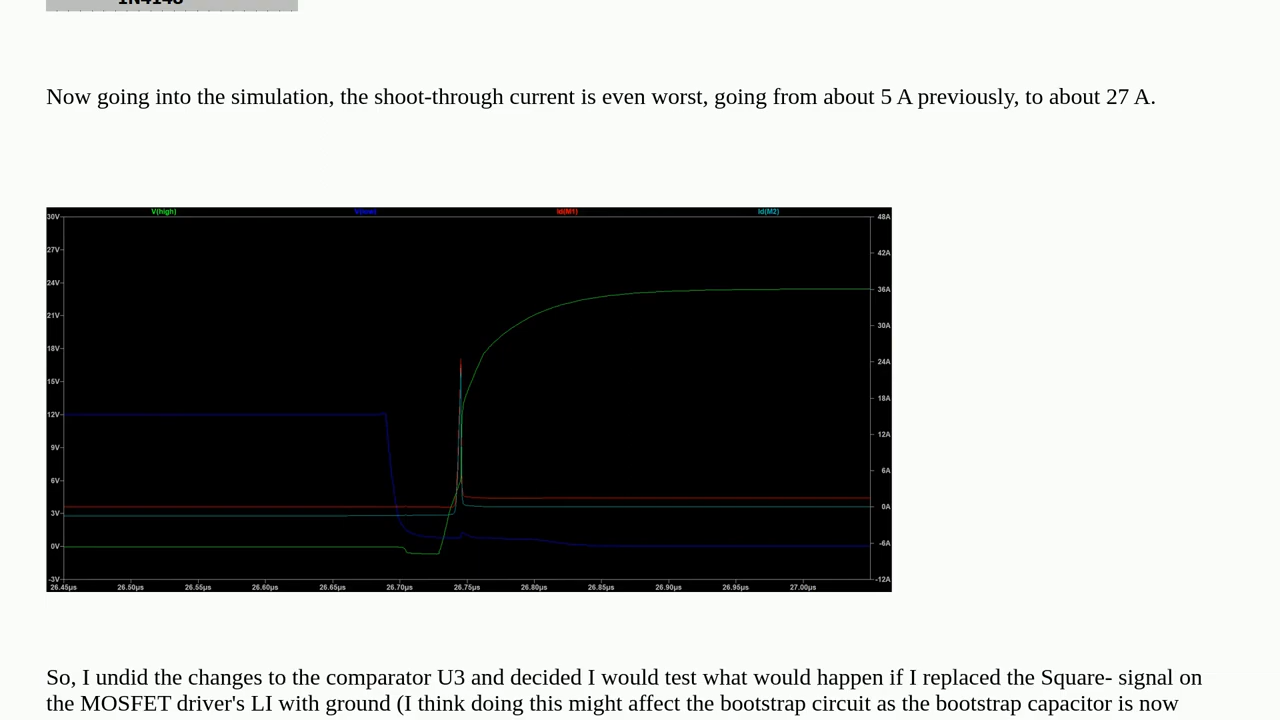 1N4148
Now going into the simulation, the shoot-through current is even worst, going from about 5 A previously, to about 27 A.
V(high) V(low) Id(M1) Id(M2)
30V 48A
27V 42A
24V 36A
21V 30A
18V 24A
15V 18A
12V 12A
9V 6A
6V 0A
3V -6A
0V -12A
-3V
26.45µs 26.50µs 26.55µs 26.60µs 26.65µs 26.70µs 26.75µs 26.80µs 26.85µs 26.90µs 26.95µs 27.00µs
So, I undid the changes to the comparator U3 and decided I would test what would happen if I replaced the Square- signal on
the MOSFET driver's LI with ground (I think doing this might affect the bootstrap circuit as the bootstrap capacitor is now